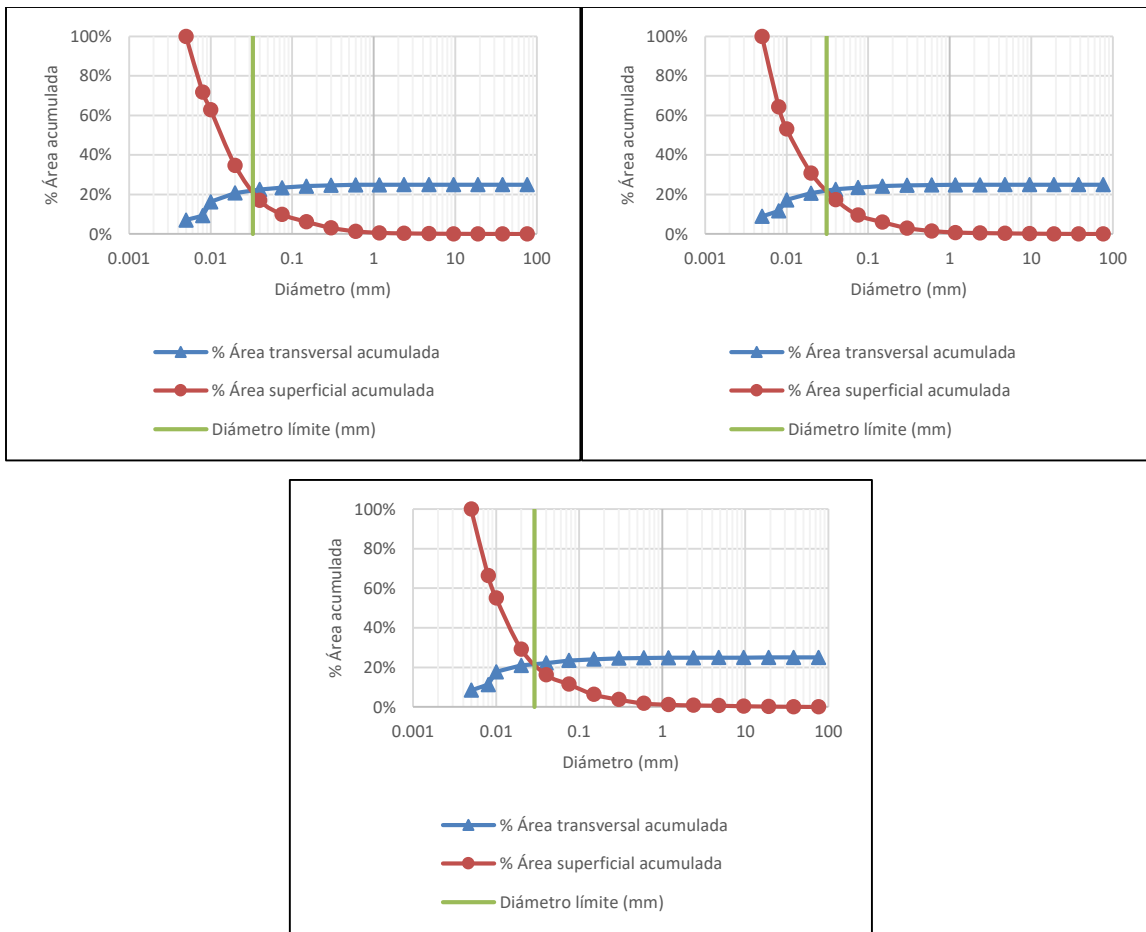 100%
80%
60%
40%
20%
0%
% Área acumulada
0.001 0.01 0.1 1 10 100
Diámetro (mm)
% Área transversal acumulada
% Área superficial acumulada
Diámetro límite (mm)
100%
80%
60%
40%
20%
0%
% Área acumulada
0.001 0.01 0.1 1 10 100
Diámetro (mm)
% Área transversal acumulada
% Área superficial acumulada
Diámetro límite (mm)
100%
80%
60%
40%
20%
0%
% Área acumulada
0.001 0.01 0.1 1 10 100
Diámetro (mm)
% Área transversal acumulada
% Área superficial acumulada
Diámetro límite (mm)